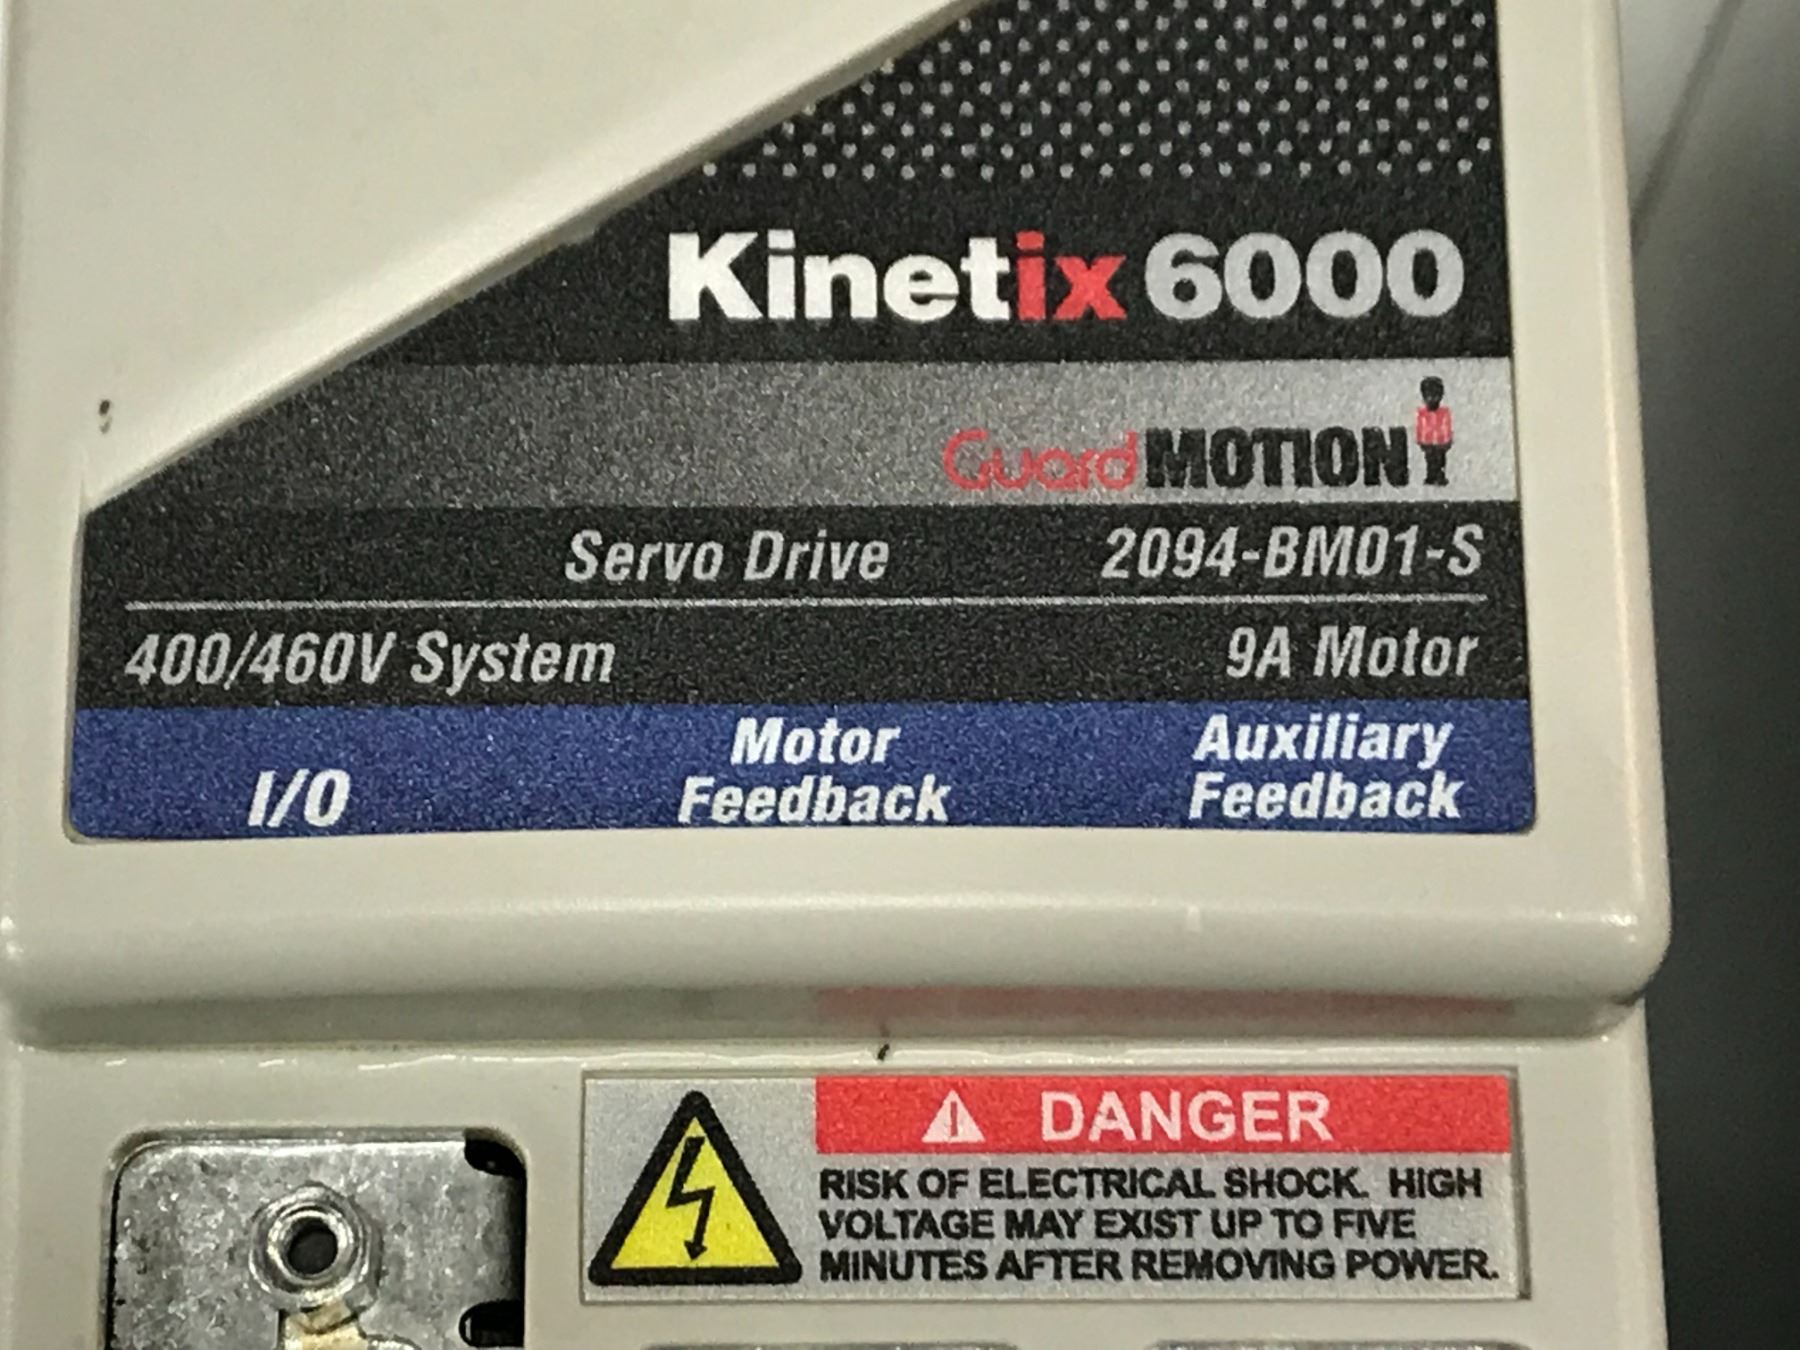 Kinetix 6000
GuardMOTION
Servo Drive 2094-BM01-S
400/460V System 9A Motor
I/O Motor Feedback Auxiliary Feedback
DANGER
RISK OF ELECTRICAL SHOCK. HIGH
VOLTAGE MAY EXIST UP TO FIVE
MINUTES AFTER REMOVING POWER.